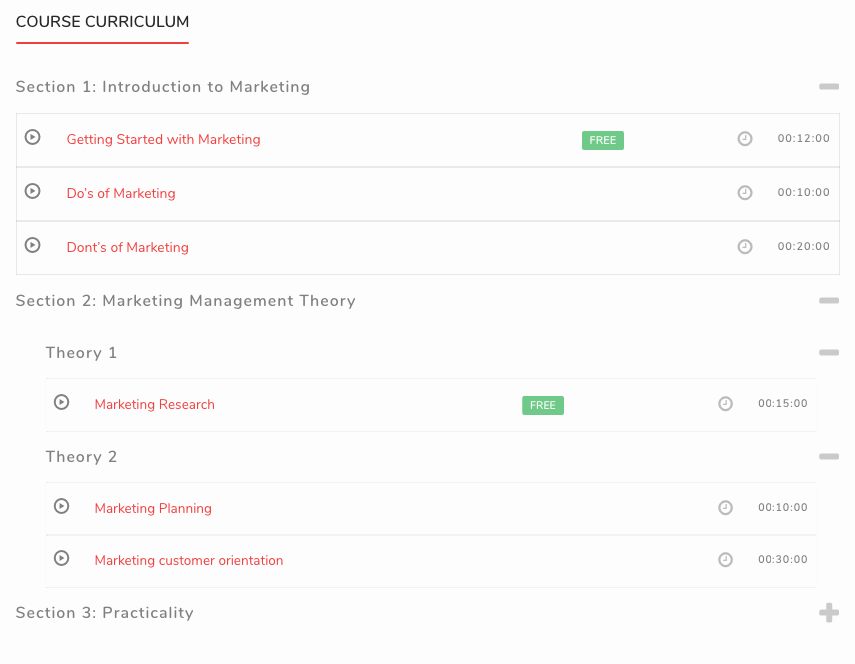 COURSE CURRICULUM
Section 1: Introduction to Marketing
Getting Started with Marketing FREE 00:12:00
Do's of Marketing 00:10:00
Dont's of Marketing 00:20:00
Section 2: Marketing Management Theory
Theory 1
Marketing Research FREE 00:15:00
Theory 2
Marketing Planning 00:10:00
Marketing customer orientation 00:30:00
Section 3: Practicality